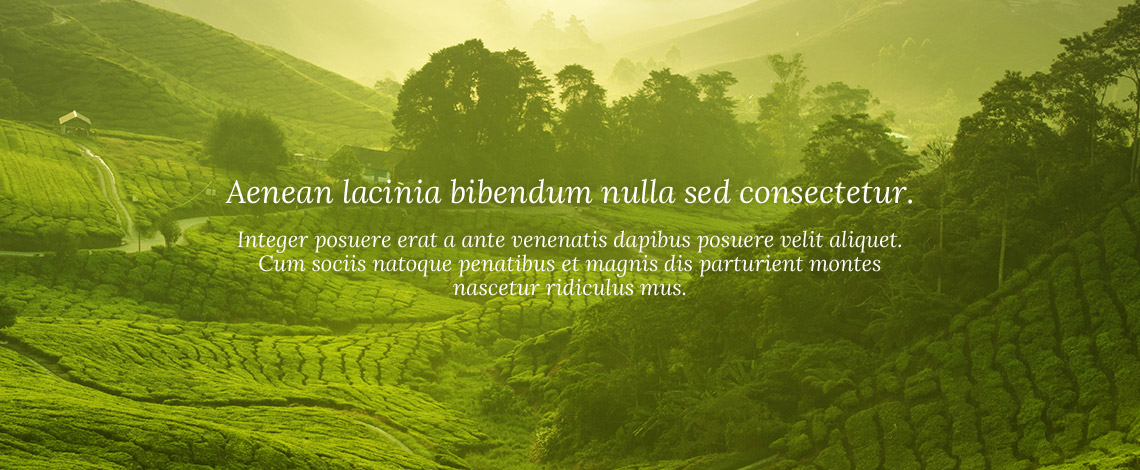 Aenean lacinia bibendum nulla sed consectetur.
Integer posuere erat a ante venenatis dapibus posuere velit aliquet.
Cum sociis natoque penatibus et magnis dis parturient montes
nascetur ridiculus mus.